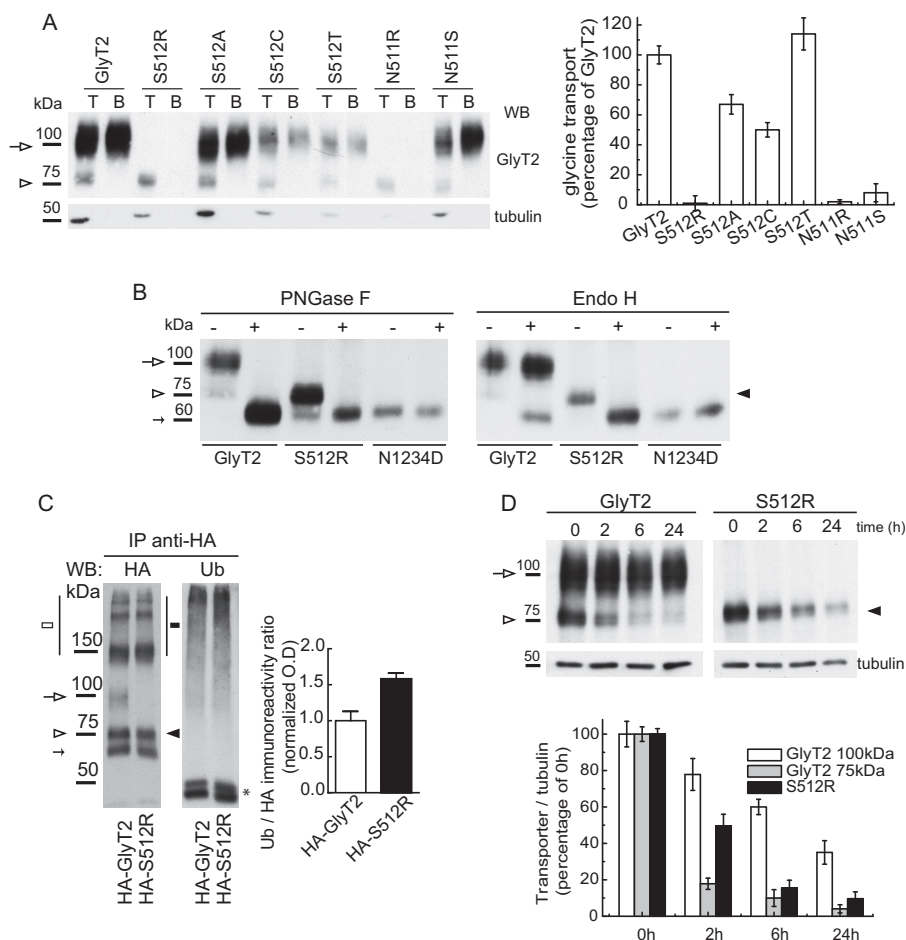 A
GlyT2
S512R
S512A
S512C
S512T
N511R
N511S
kDa
T B T B T B T B T B T B T B
WB
100
GlyT2
75
50
tubulin
glycine transport
(percentage of GlyT2)
120
100
80
60
40
20
0
GlyT2
S512R
S512A
S512C
S512T
N511R
N511S
B
PNGase F
Endo H
kDa
- + - + - +
- + - + - +
100
75
60
100
75
60
GlyT2 S512R N1234D
GlyT2 S512R N1234D
C
IP anti-HA
WB: HA Ub
kDa
150
100
75
50
*
HA-GlyT2
HA-S512R
HA-GlyT2
HA-S512R
Ub / HA immunoreactivity ratio
(normalized O.D)
2.0
1.5
1.0
0.5
0.0
HA-GlyT2
HA-S512R
D
GlyT2
S512R
0 2 6 24
0 2 6 24 time (h)
100
75
50
100
75
50
tubulin
Transporter / tubulin
(percentage of 0h)
100
80
60
40
20
0
GlyT2 100kDa
GlyT2 75kDa
S512R
0h 2h 6h 24h